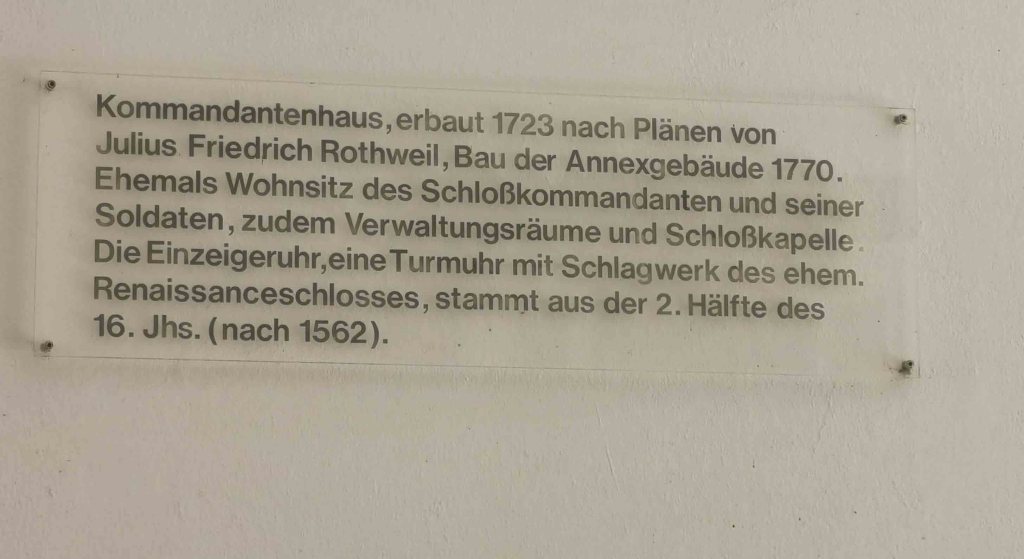 Kommandantenhaus, erbaut 1723 nach Plänen von
Julius Friedrich Rothweil, Bau der Annexgebäude 1770.
Ehemals Wohnsitz des Schloßkommandanten und seiner
Soldaten, zudem Verwaltungsräume und Schloßkapelle.
Die Einzeigeruhr, eine Turmuhr mit Schlagwerk des ehem.
Renaissanceschlosses, stammt aus der 2. Hälfte des
16. Jhs. (nach 1562).